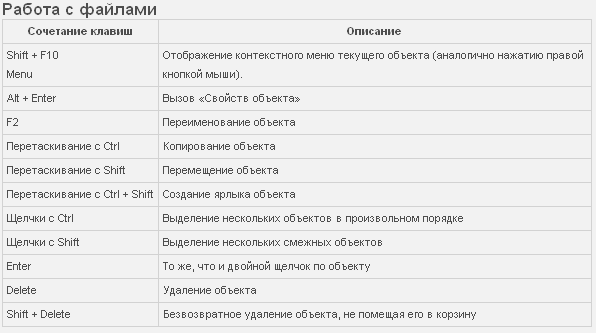 Работа с файлами
Сочетание клавиш Описание
Shift + F10 Отображение контекстного меню текущего объекта (аналогично нажатию правой
Menu кнопкой мыши).
Alt + Enter Вызов «Свойств объекта»
F2 Переименование объекта
Перетаскивание с Ctrl Копирование объекта
Перетаскивание с Shift Перемещение объекта
Перетаскивание с Ctrl + Shift Создание ярлыка объекта
Щелчки с Ctrl Выделение нескольких объектов в произвольном порядке
Щелчки с Shift Выделение нескольких смежных объектов
Enter То же, что и двойной щелчок по объекту
Delete Удаление объекта
Shift + Delete Безвозвратное удаление объекта, не помещая его в корзину